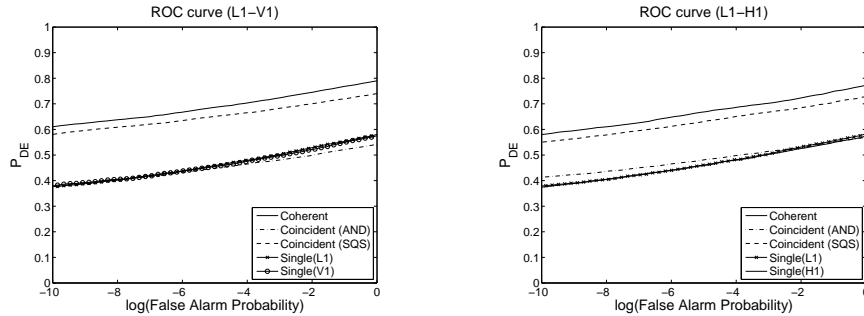 ROC curve (L1−V1)
1
0.9
0.8
0.7
0.6
0.5
0.4
0.3
0.2
0.1
0
P_DE
−10
−8
−6
−4
−2
0
log(False Alarm Probability)
Coherent
Coincident (AND)
Coincident (SQS)
Single(L1)
Single(V1)
ROC curve (L1−H1)
1
0.9
0.8
0.7
0.6
0.5
0.4
0.3
0.2
0.1
0
P_DE
−10
−8
−6
−4
−2
0
log(False Alarm Probability)
Coherent
Coincident (AND)
Coincident (SQS)
Single(L1)
Single(H1)